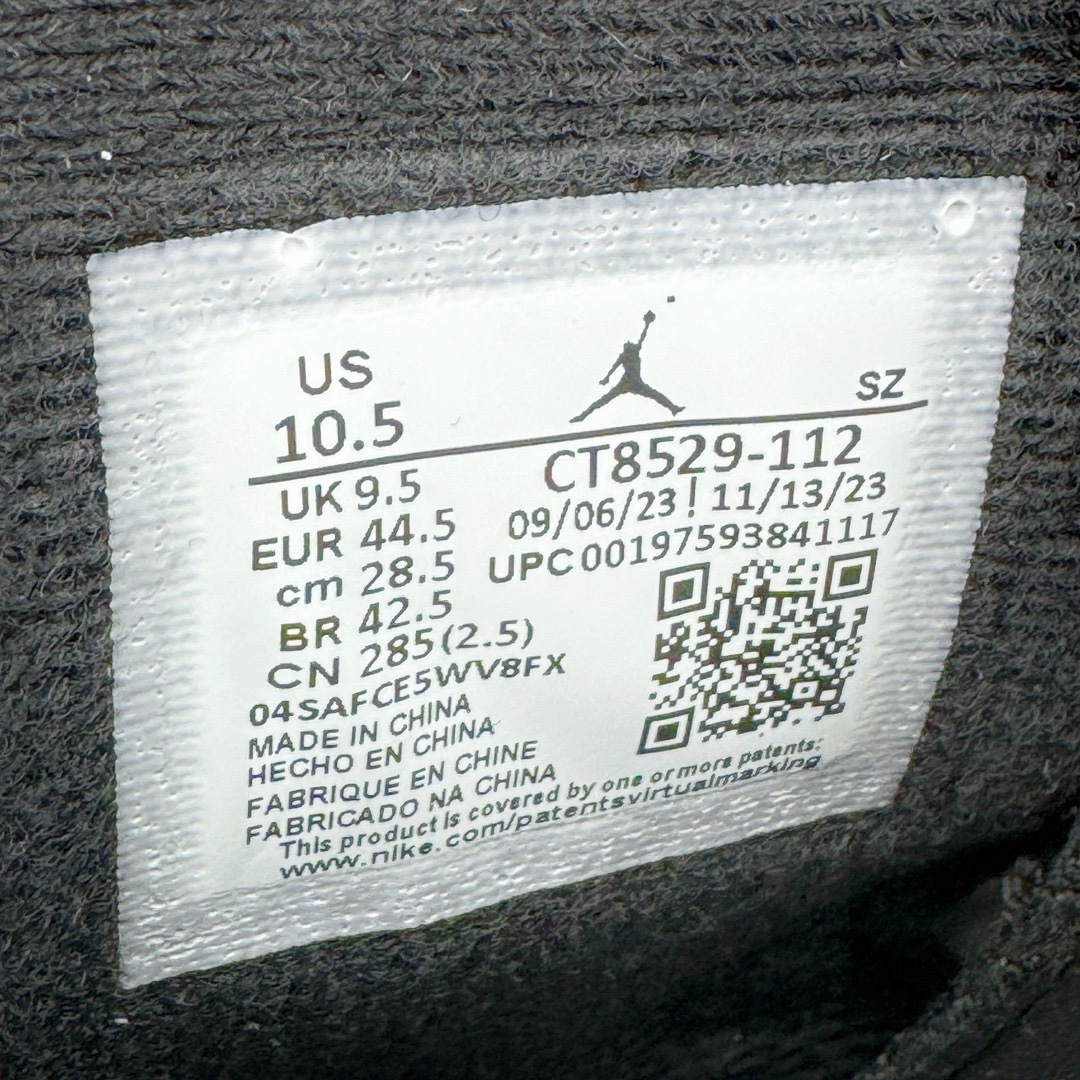 US
10.5
SZ
UK 9.5
CT8529-112
EUR 44.5
09/06/23! 11/13/23
cm 28.5
UPC 00197593841117
BR 42.5
CN 285(2.5)
04SAFCE5WV8FX
MADE IN CHINA
HECHO EN CHINA
FABRIQUE EN CHINE
FABRICADO NA CHINA
This product is covered by one or more patents:
www.nike.com/patentsvirtualmarking